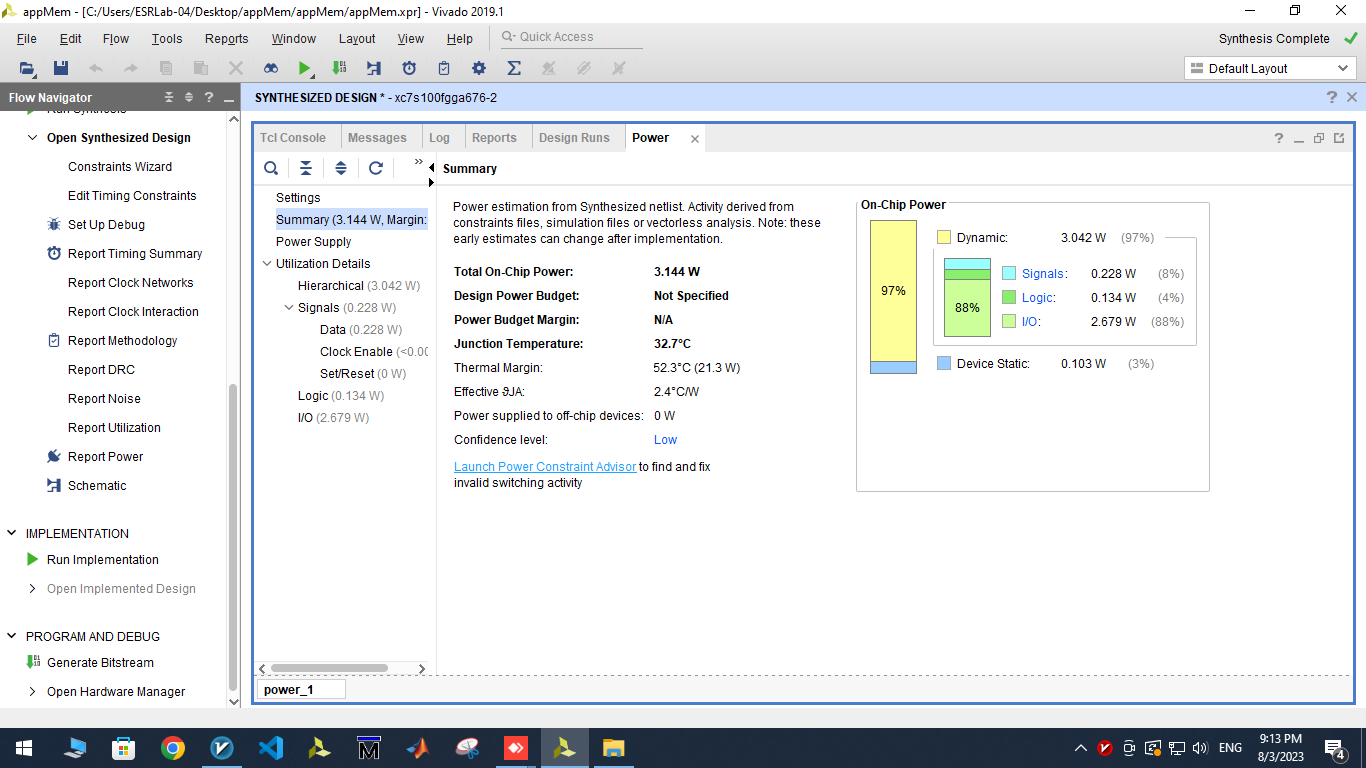 appMem - [C:/Users/ESRLab-04/Desktop/appMem/appMem/appMem.xpr] - Vivado 2019.1
File Edit Flow Tools Reports Window Layout View Help Quick Access
Synthesis Complete
Default Layout
Flow Navigator
SYNTHESIZED DESIGN * - xc7s100fgga676-2
Open Synthesized Design
Constraints Wizard
Edit Timing Constraints
Set Up Debug
Report Timing Summary
Report Clock Networks
Report Clock Interaction
Report Methodology
Report DRC
Report Noise
Report Utilization
Report Power
Schematic
IMPLEMENTATION
Run Implementation
Open Implemented Design
PROGRAM AND DEBUG
Generate Bitstream
Open Hardware Manager
Tcl Console Messages Log Reports Design Runs Power
Settings
Summary (3.144 W, Margin:
Power Supply
Utilization Details
Hierarchical (3.042 W)
Signals (0.228 W)
Data (0.228 W)
Clock Enable (<0.00
Set/Reset (0 W)
Logic (0.134 W)
I/O (2.679 W)
Summary
Power estimation from Synthesized netlist. Activity derived from
constraints files, simulation files or vectorless analysis. Note: these
early estimates can change after implementation.
Total On-Chip Power: 3.144 W
Design Power Budget: Not Specified
Power Budget Margin: N/A
Junction Temperature: 32.7°C
Thermal Margin: 52.3°C (21.3 W)
Effective ϑJA: 2.4°C/W
Power supplied to off-chip devices: 0 W
Confidence level: Low
Launch Power Constraint Advisor to find and fix
invalid switching activity
On-Chip Power
97%
Dynamic: 3.042 W (97%)
88%
Signals: 0.228 W (8%)
Logic: 0.134 W (4%)
I/O: 2.679 W (88%)
Device Static: 0.103 W (3%)
power_1
ENG
9:13 PM
8/3/2023
4